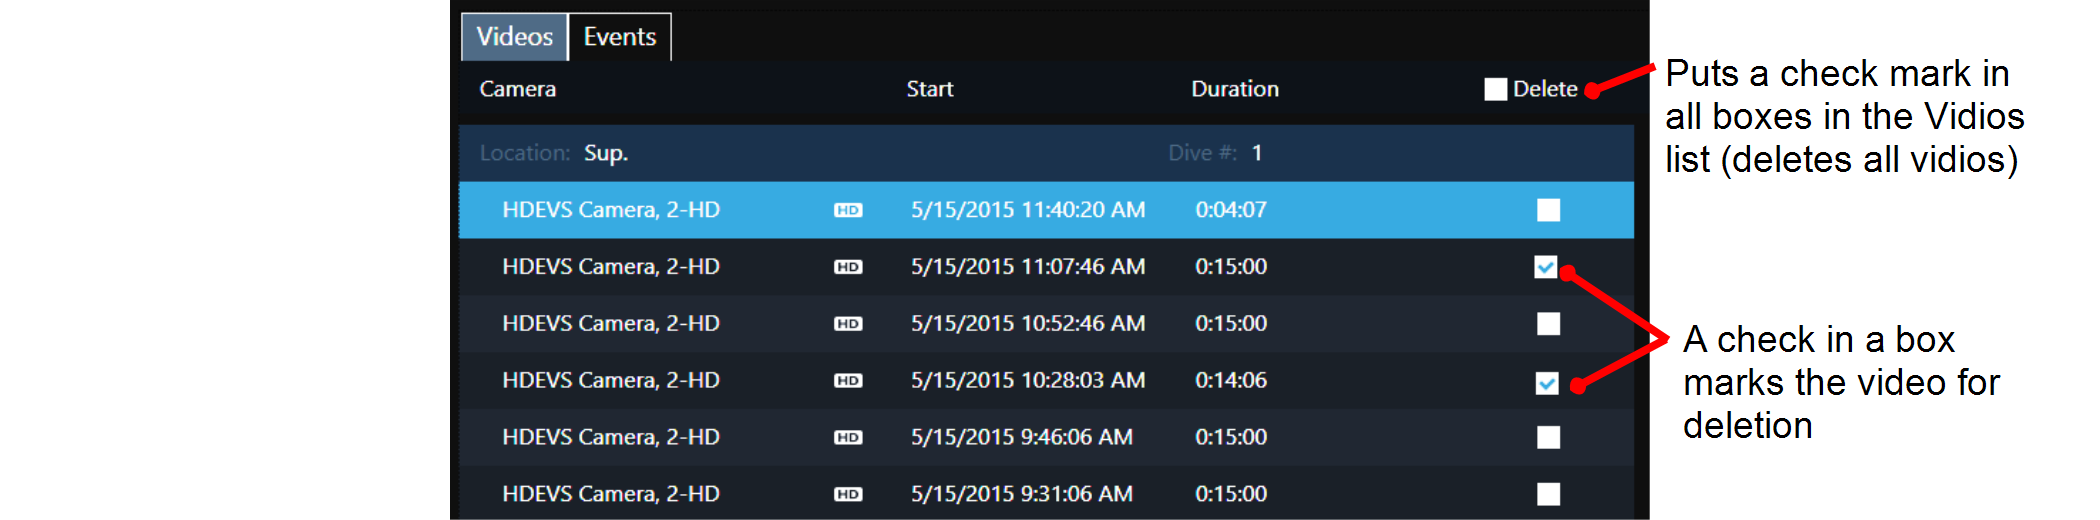 Videos Events
Camera Start Duration Delete
Location: Sup. Dive #: 1
HDEVS Camera, 2-HD HD 5/15/2015 11:40:20 AM 0:04:07
HDEVS Camera, 2-HD HD 5/15/2015 11:07:46 AM 0:15:00
HDEVS Camera, 2-HD HD 5/15/2015 10:52:46 AM 0:15:00
HDEVS Camera, 2-HD HD 5/15/2015 10:28:03 AM 0:14:06
HDEVS Camera, 2-HD HD 5/15/2015 9:46:06 AM 0:15:00
HDEVS Camera, 2-HD HD 5/15/2015 9:31:06 AM 0:15:00
Puts a check mark in
all boxes in the Vidios
list (deletes all vidios)
A check in a box
marks the video for
deletion